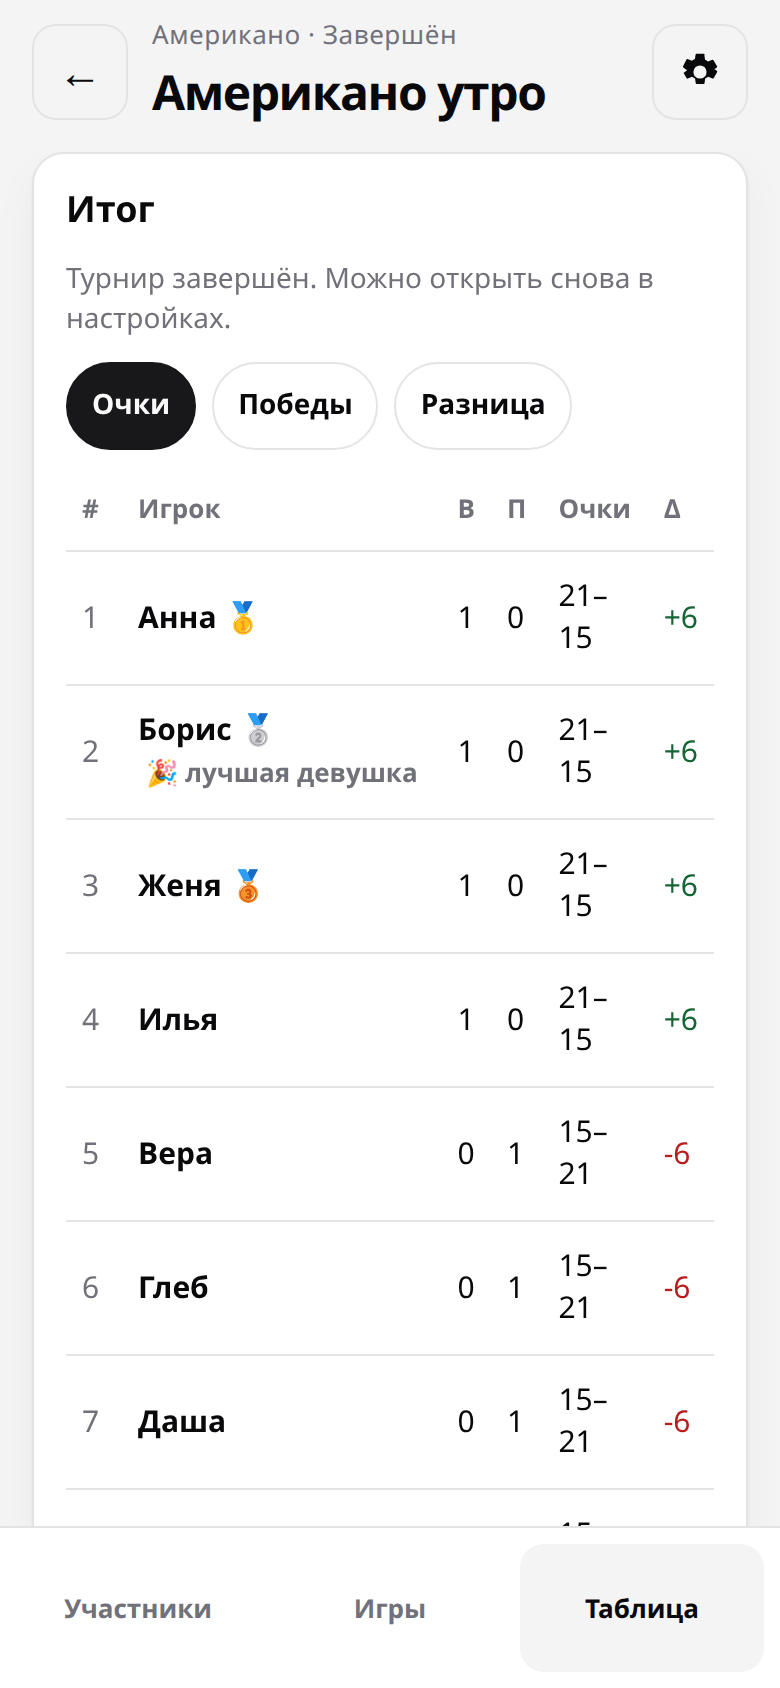 Американо · Завершён
←
Американо утро
Итог
Турнир завершён. Можно открыть снова в
настройках.
Очки Победы Разница
# Игрок В П Очки Δ
1 Анна 🥇 1 0 21–
15 +6
2 Борис 🥈
🎉 лучшая девушка 1 0 21–
15 +6
3 Женя 🥉 1 0 21–
15 +6
4 Илья 1 0 21–
15 +6
5 Вера 0 1 15–
21 -6
6 Глеб 0 1 15–
21 -6
7 Даша 0 1 15–
21 -6
Участники Игры Таблица